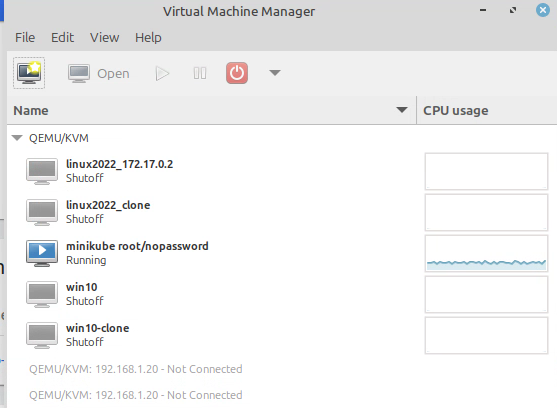 Virtual Machine Manager
File Edit View Help
Open
Name CPU usage
QEMU/KVM
linux2022_172.17.0.2
Shutoff
linux2022_clone
Shutoff
minikube root/nopassword
Running
win10
Shutoff
win10-clone
Shutoff
QEMU/KVM: 192.168.1.20 - Not Connected
QEMU/KVM: 192.168.1.20 - Not Connected